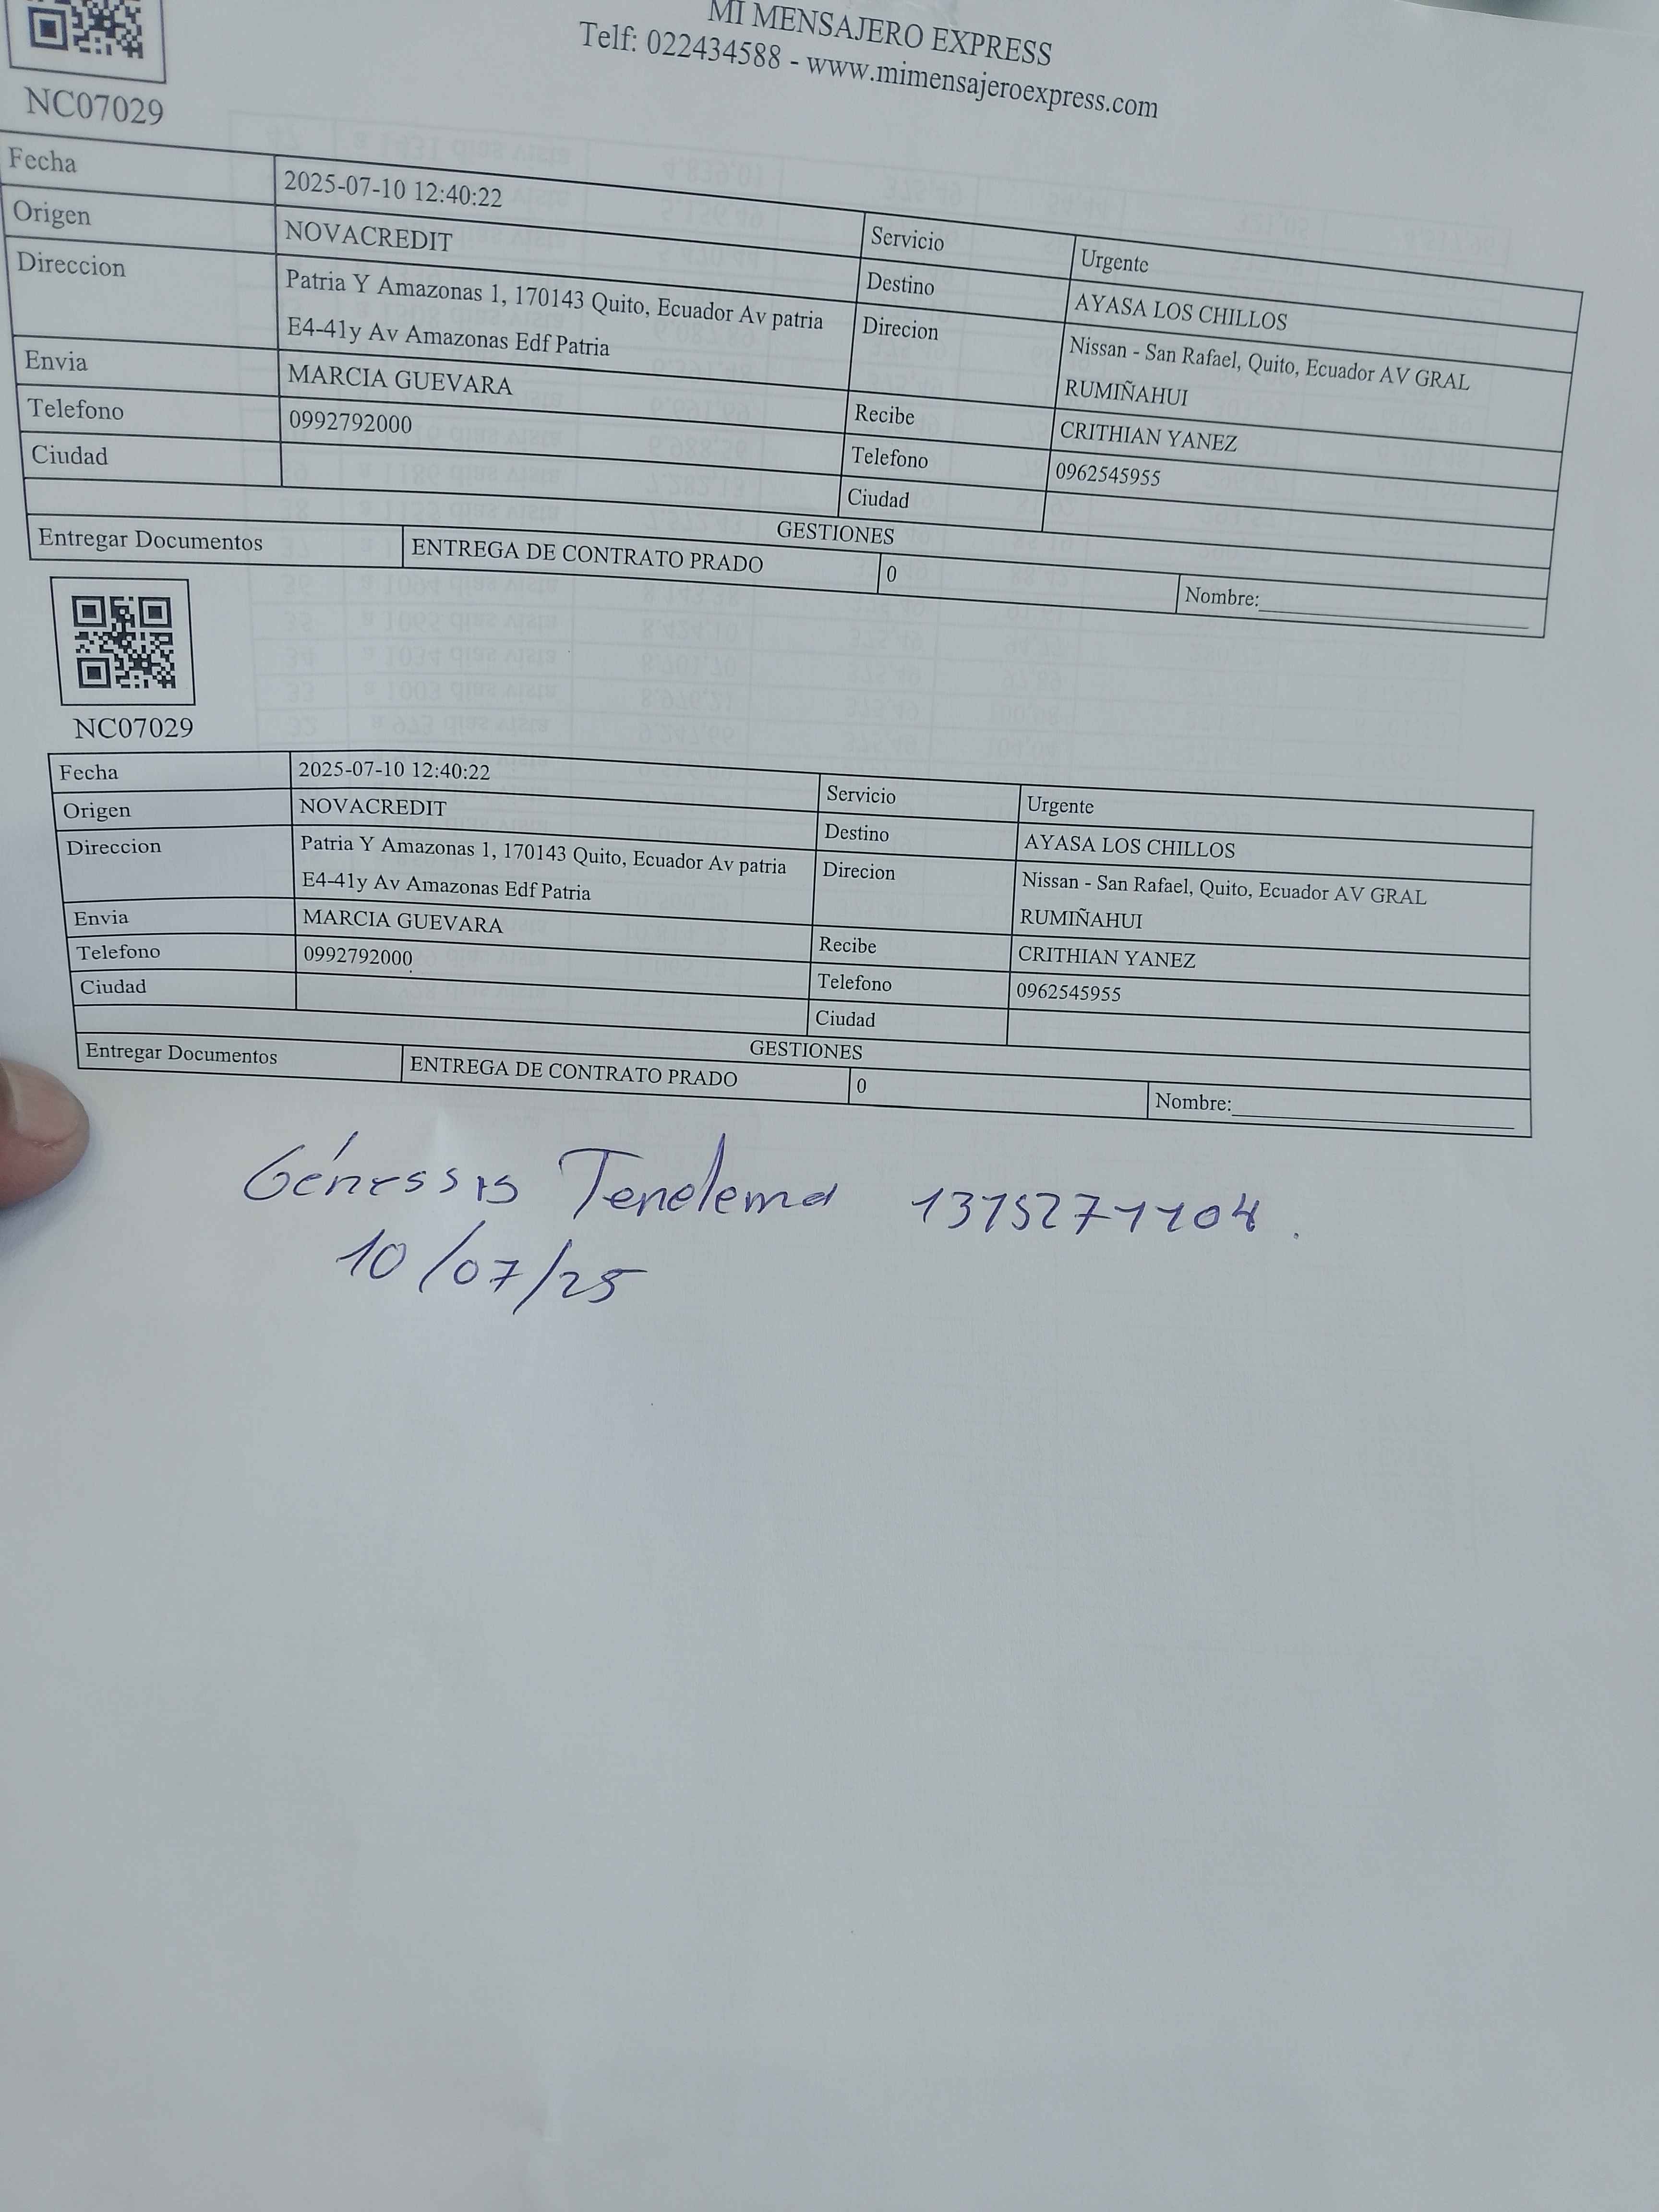 MI MENSAJERO EXPRESS
Telf: 022434588 - www.mimensajeroexpress.com
NC07029
Fecha 2025-07-10 12:40:22 Servicio Urgente
Origen NOVACREDIT Destino AYASA LOS CHILLOS
Direccion Patria Y Amazonas 1, 170143 Quito, Ecuador Av patria Direcion Nissan - San Rafael, Quito, Ecuador AV GRAL
E4-41y Av Amazonas Edf Patria RUMIÑAHUI
Envia MARCIA GUEVARA Recibe CRITHIAN YANEZ
Telefono 0992792000 Telefono 0962545955
Ciudad Ciudad
GESTIONES
Entregar Documentos ENTREGA DE CONTRATO PRADO 0 Nombre:
NC07029
Fecha 2025-07-10 12:40:22 Servicio Urgente
Origen NOVACREDIT Destino AYASA LOS CHILLOS
Direccion Patria Y Amazonas 1, 170143 Quito, Ecuador Av patria Direcion Nissan - San Rafael, Quito, Ecuador AV GRAL
E4-41y Av Amazonas Edf Patria RUMIÑAHUI
Envia MARCIA GUEVARA Recibe CRITHIAN YANEZ
Telefono 0992792000 Telefono 0962545955
Ciudad Ciudad
GESTIONES
Entregar Documentos ENTREGA DE CONTRATO PRADO 0 Nombre:
Génessis Tenelema
10/07/25